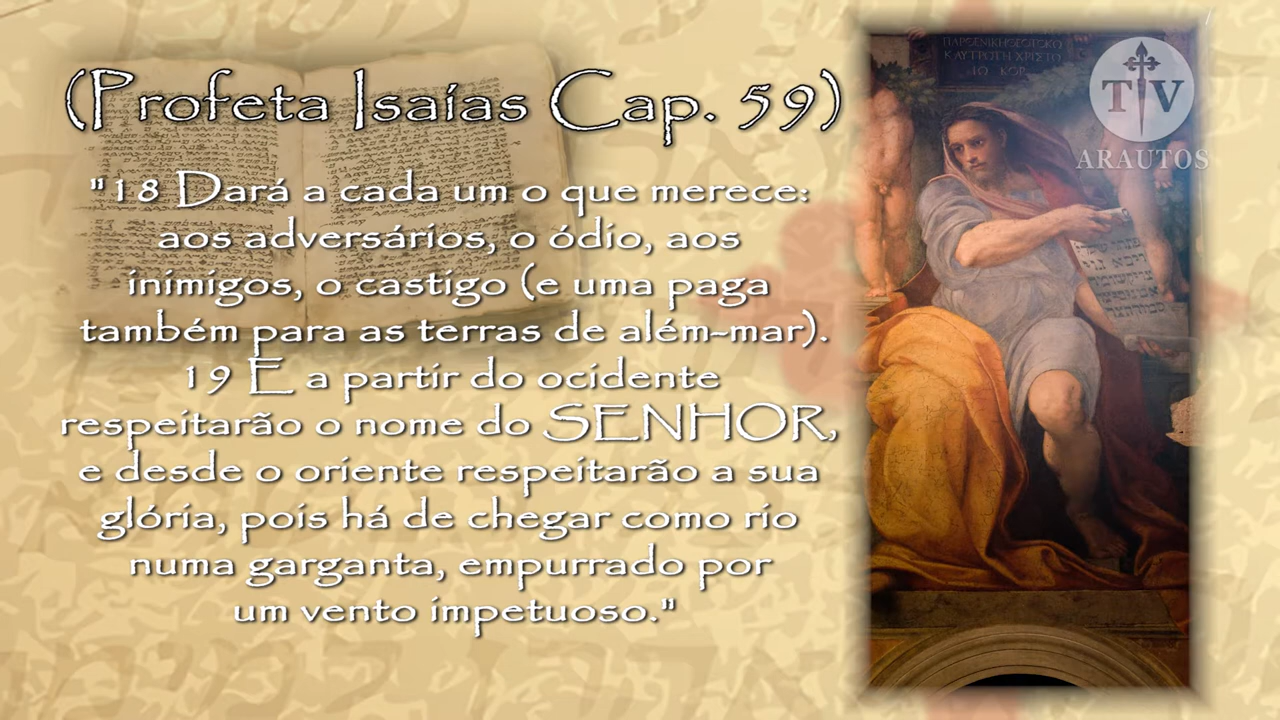 (Profeta Isaías Cap. 59)
"18 Dará a cada um o que merece:
aos adversários, o ódio, aos
inimigos, o castigo (e uma paga
também para as terras de além-mar).
19 E a partir do ocidente
respeitarão o nome do SENHOR,
e desde o oriente respeitarão a sua
glória, pois há de chegar como rio
numa garganta, empurrado por
um vento impetuoso."
TV
ARAUTOS